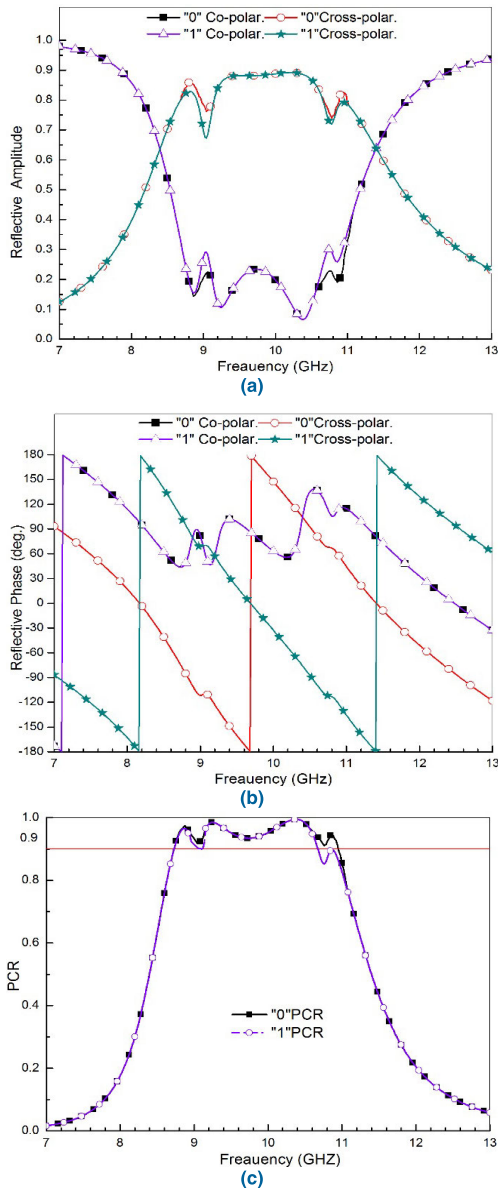 "0" Co-polar. "0"Cross-polar.
"1" Co-polar. "1"Cross-polar.
1.0
0.9
0.8
0.7
0.6
0.5
0.4
0.3
0.2
0.1
0.0
Reflective Amplitude
7 8 9 10 11 12 13
Freauency (GHz)
(a)
"0" Co-polar. "0"Cross-polar.
"1" Co-polar. "1"Cross-polar.
180
150
120
90
60
30
0
-30
-60
-90
-120
-150
-180
Reflective Phase (deg.)
7 8 9 10 11 12 13
Freauency (GHz)
(b)
1.0
0.9
0.8
0.6
0.4
0.2
0.0
PCR
"0"PCR
"1"PCR
7 8 9 10 11 12 13
Freauency (GHZ)
(c)